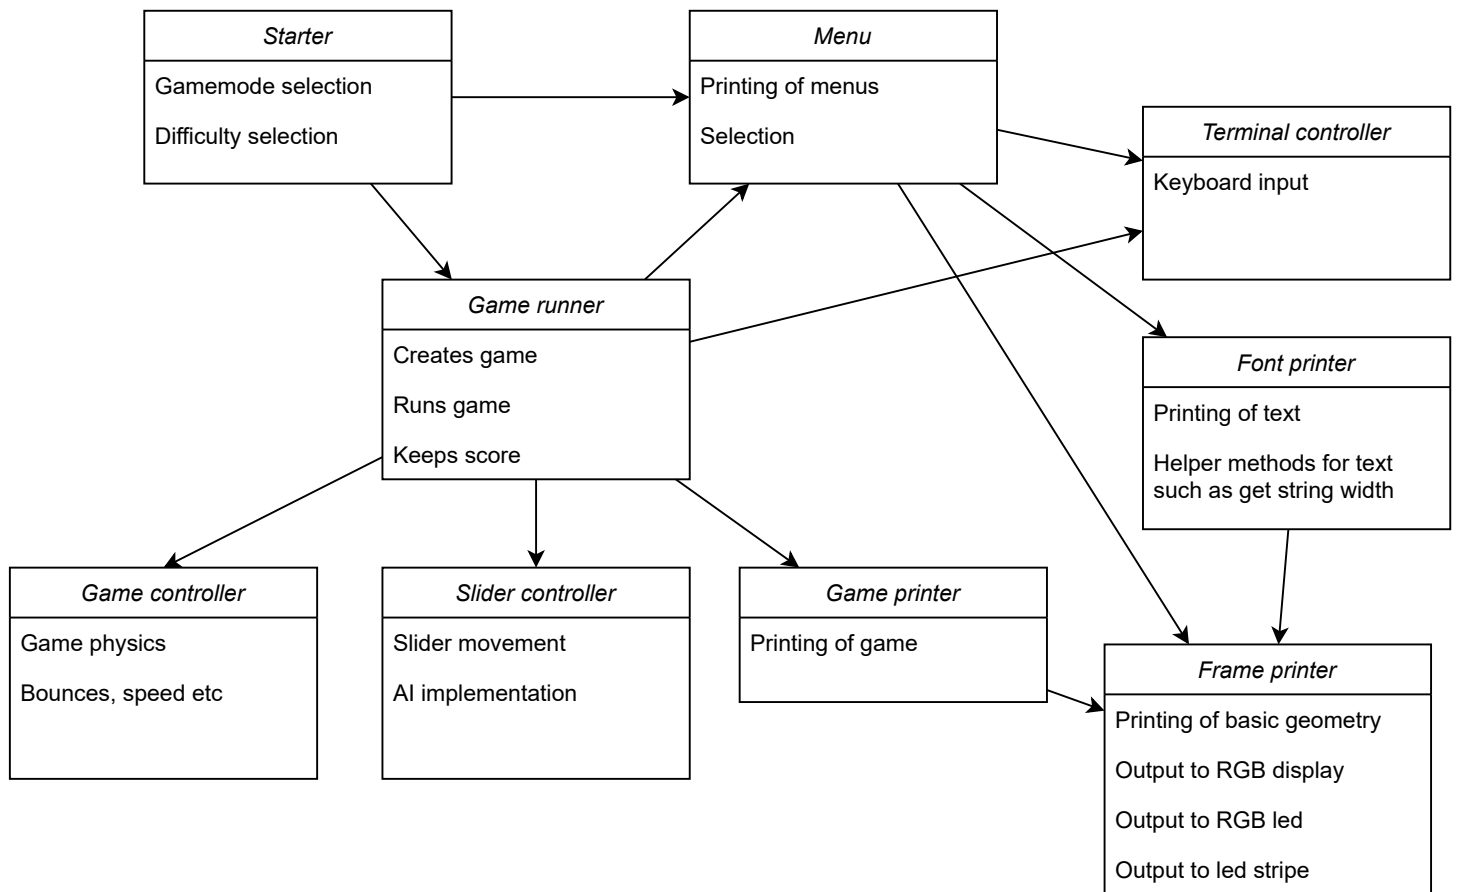 Starter
Gamemode selection
Difficulty selection
Menu
Printing of menus
Selection
Terminal controller
Keyboard input
Game runner
Creates game
Runs game
Keeps score
Font printer
Printing of text
Helper methods for text
such as get string width
Game controller
Game physics
Bounces, speed etc
Slider controller
Slider movement
AI implementation
Game printer
Printing of game
Frame printer
Printing of basic geometry
Output to RGB display
Output to RGB led
Output to led stripe